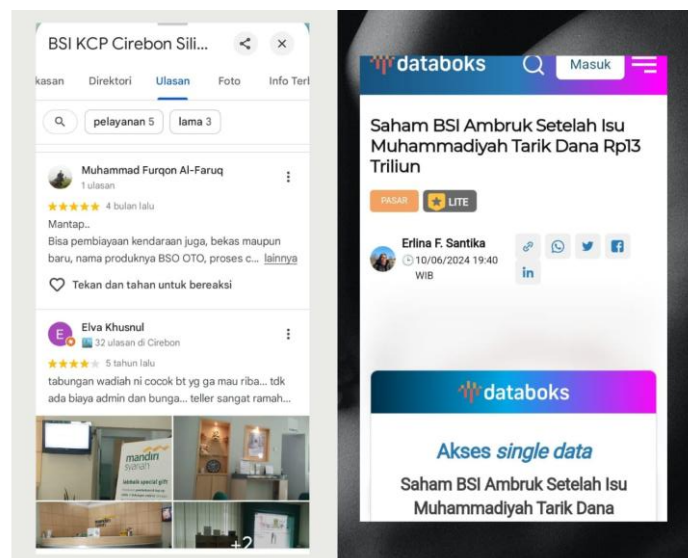 BSI KCP Cirebon Sili...
kasan Direktori Ulasan Foto Info Terl
pelayanan 5 lama 3
Muhammad Furqon Al-Faruq
1 ulasan
4 bulan lalu
Mantap..
Bisa pembiayaan kendaraan juga, bekas maupun
baru, nama produknya BSO OTO, proses c... lainnya
Tekan dan tahan untuk bereaksi
E
Elva Khusnul
32 ulasan di Cirebon
5 tahun lalu
tabungan wadiah ni cocok bt yg ga mau riba... tdk
ada biaya admin dan bunga... teller sangat ramah...
mandiri
syariah
+2
databoks Masuk
Saham BSI Ambruk Setelah Isu
Muhammadiyah Tarik Dana Rp13
Triliun
PASAR LITE
Erlina F. Santika
10/06/2024 19:40
WIB
databoks
Akses single data
Saham BSI Ambruk Setelah Isu
Muhammadiyah Tarik Dana